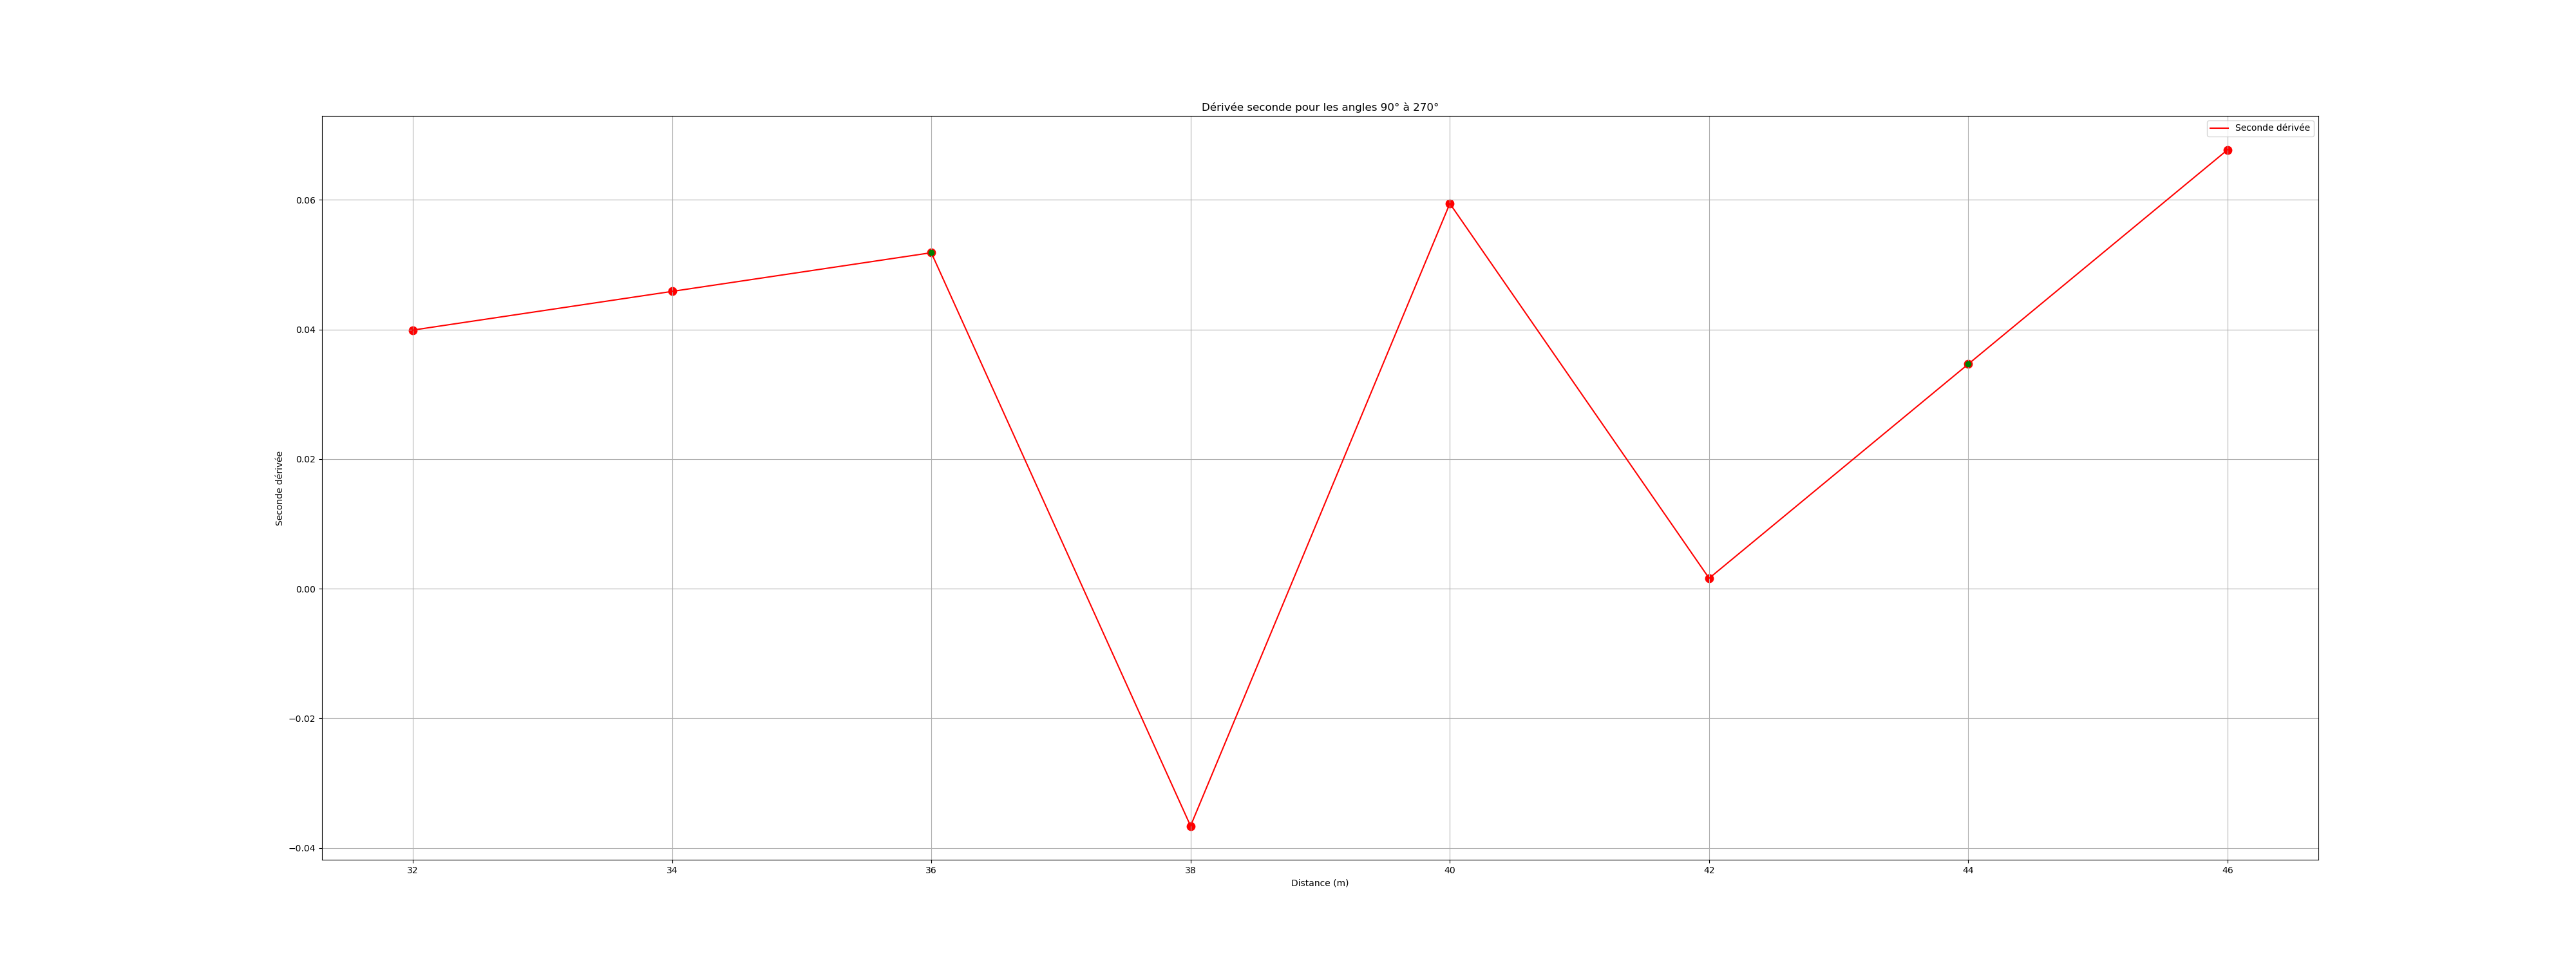 Dérivée seconde pour les angles 90° à 270°
Seconde dérivée
0.06
0.04
0.02
0.00
−0.02
−0.04
Seconde dérivée
32 34 36 38 40 42 44 46
Distance (m)